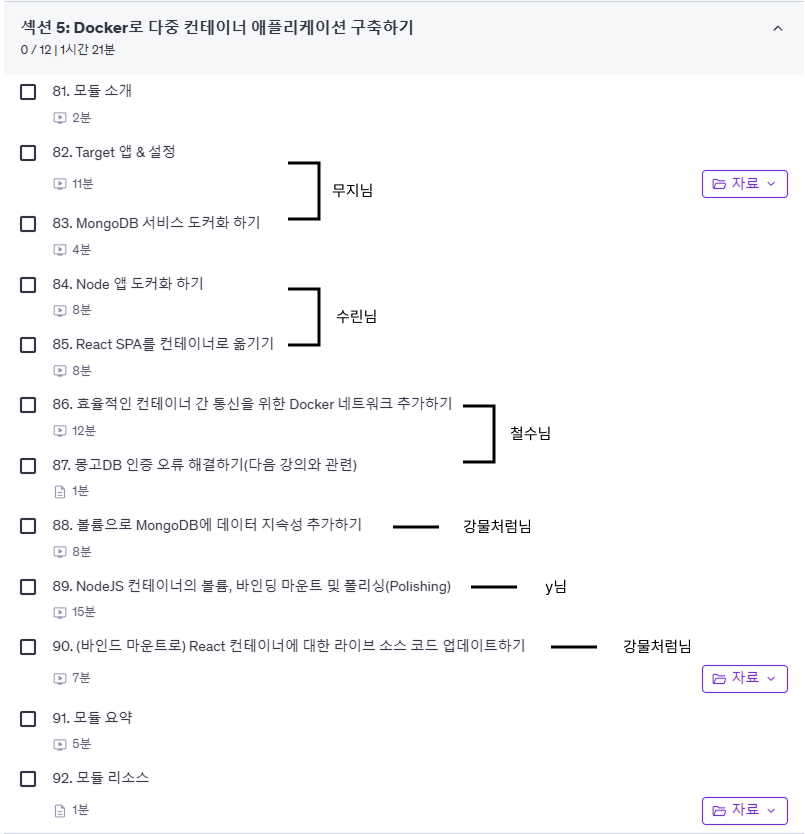 섹션 5: Docker로 다중 컨테이너 애플리케이션 구축하기
0 / 12 | 1시간 21분
81. 모듈 소개
2분
82. Target 앱 & 설정
11분
자료
무지님
83. MongoDB 서비스 도커화 하기
4분
84. Node 앱 도커화 하기
8분
수린님
85. React SPA를 컨테이너로 옮기기
8분
86. 효율적인 컨테이너 간 통신을 위한 Docker 네트워크 추가하기
12분
철수님
87. 몽고DB 인증 오류 해결하기(다음 강의와 관련)
1분
88. 볼륨으로 MongoDB에 데이터 지속성 추가하기
강물처럼님
8분
89. NodeJS 컨테이너의 볼륨, 바인딩 마운트 및 폴리싱(Polishing)
y님
15분
90. (바인드 마운트로) React 컨테이너에 대한 라이브 소스 코드 업데이트하기
강물처럼님
7분
자료
91. 모듈 요약
5분
92. 모듈 리소스
1분
자료